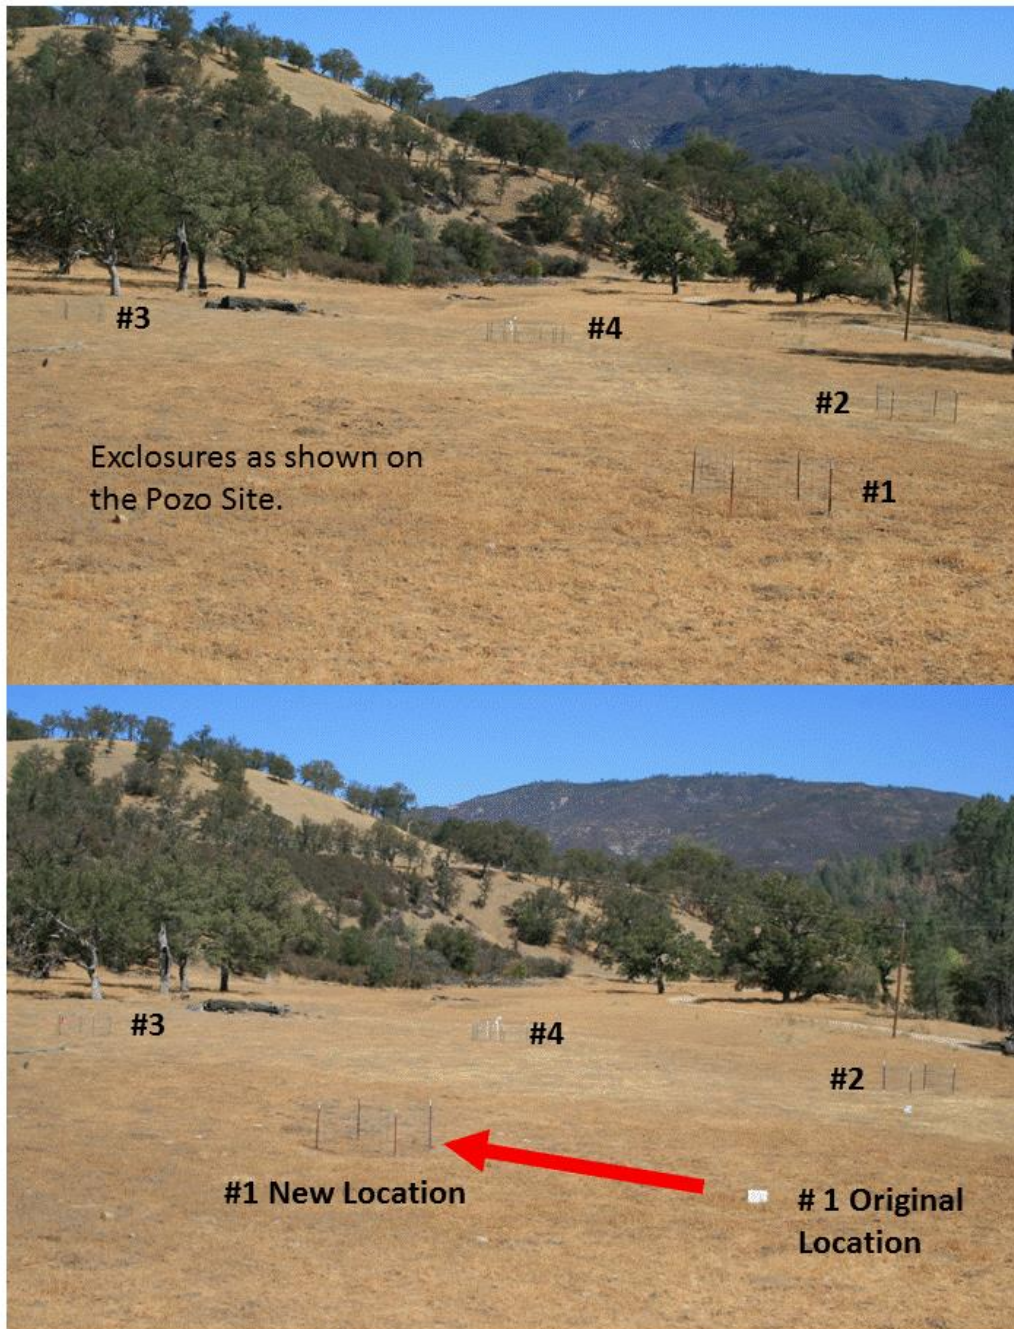 #3
#4
#2
Exclosures as shown on
the Pozo Site.
#1
#3
#4
#2
#1 New Location
# 1 Original
Location